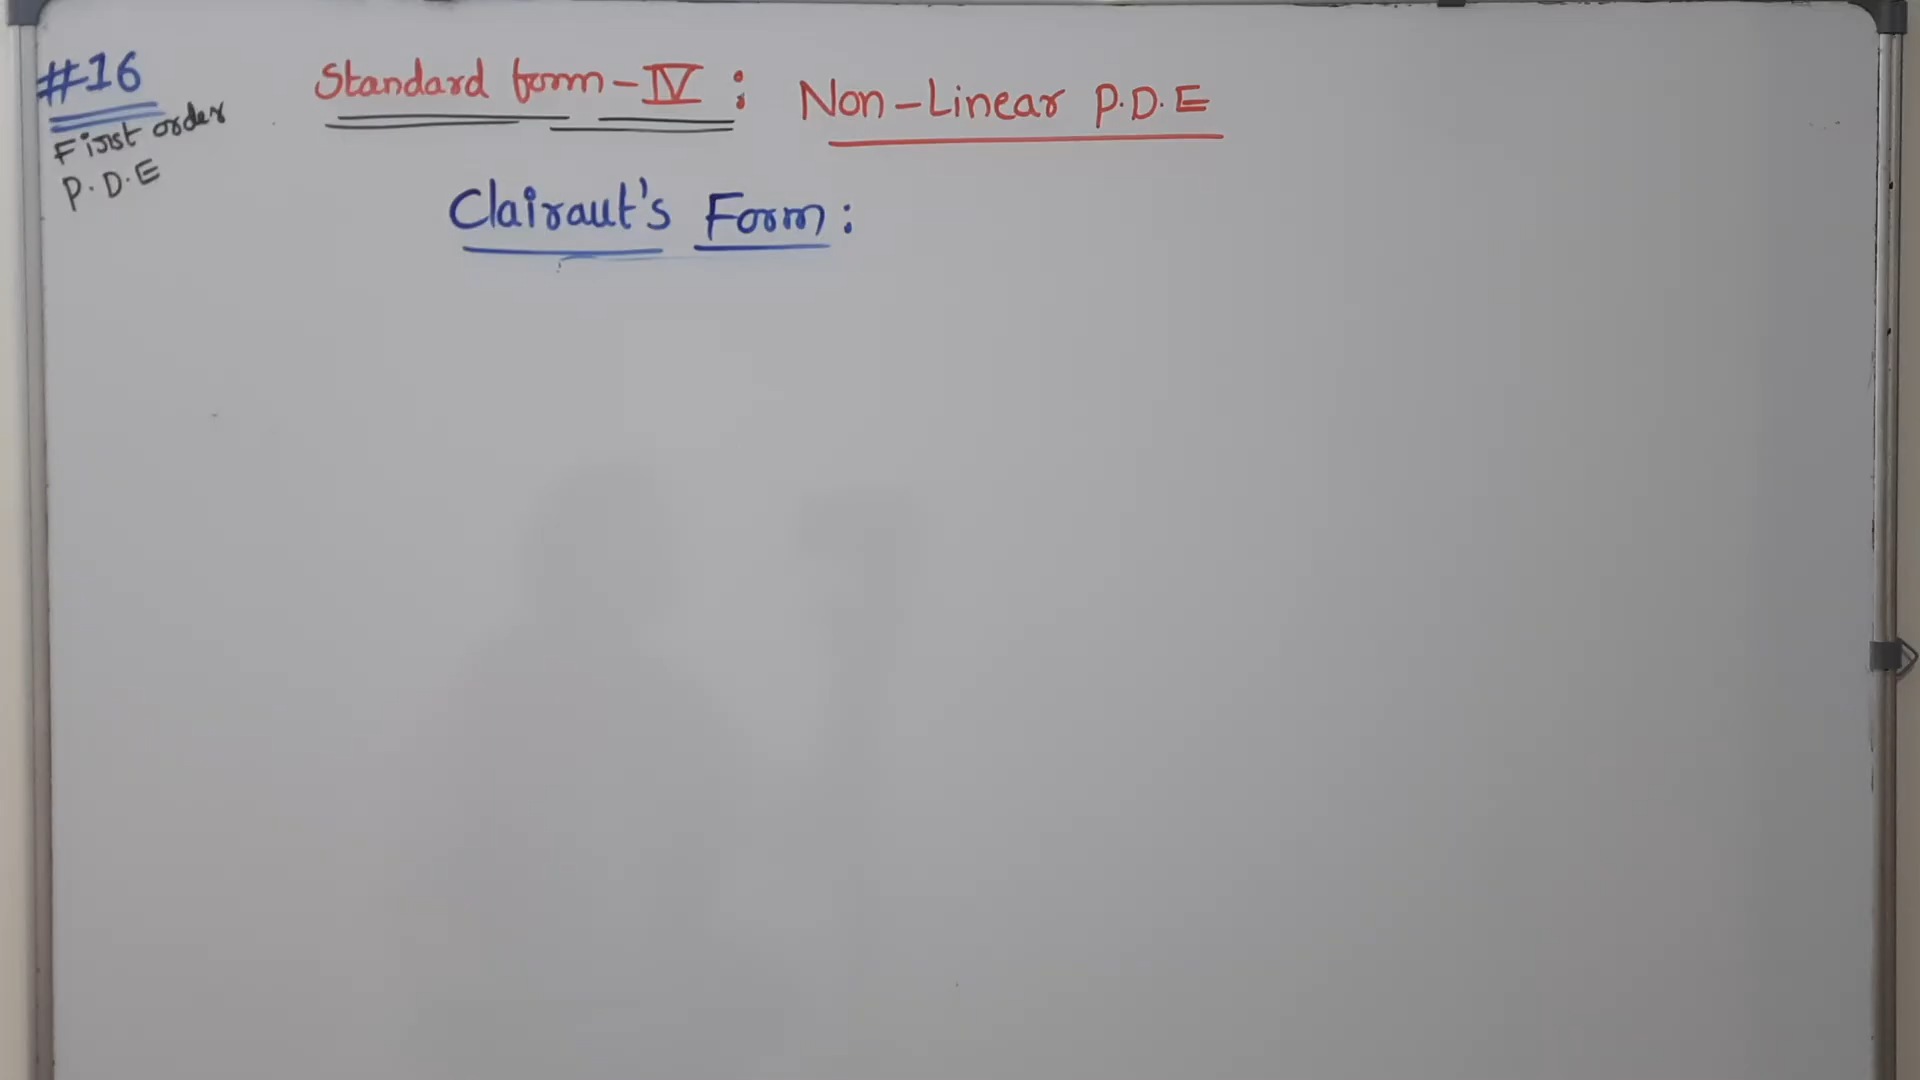 #16
First order
P.D.E
Standard form-IV : Non-Linear P.D.E
Clairaut's Form: